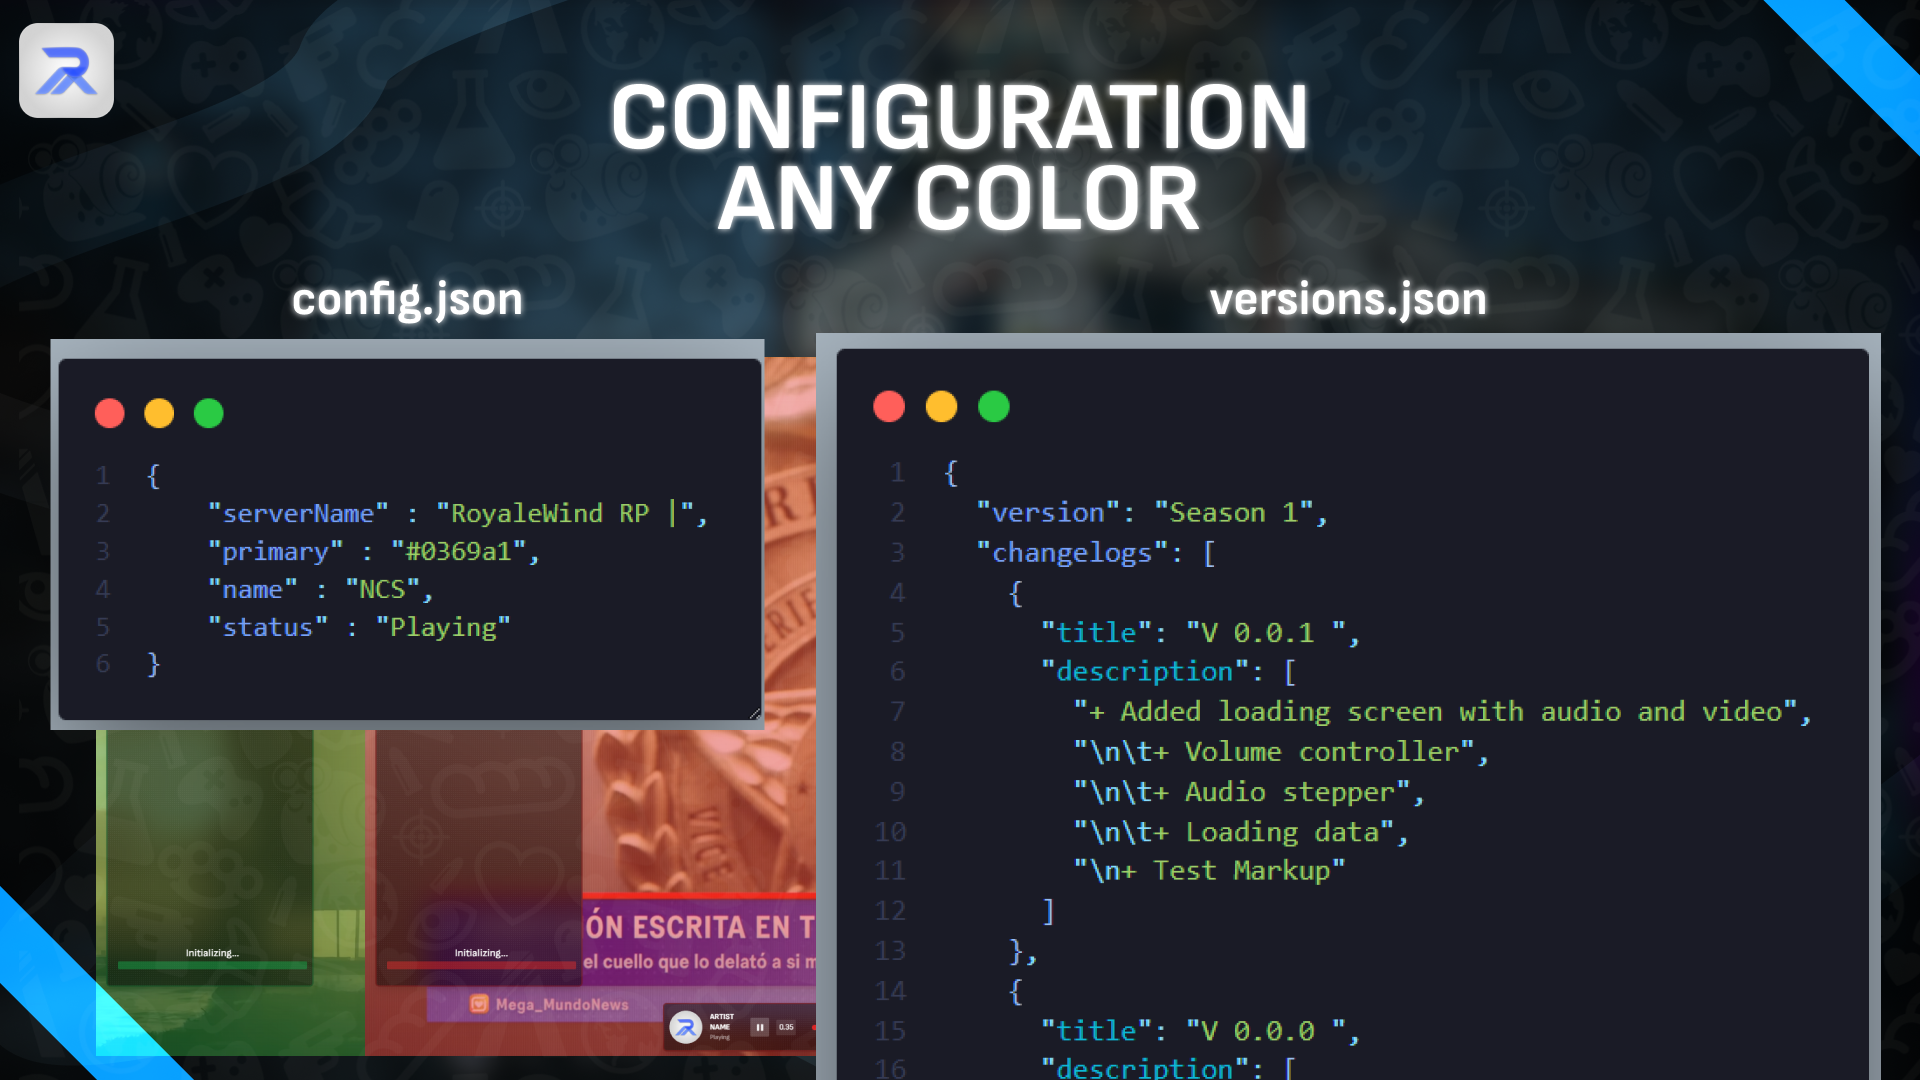 CONFIGURATION
ANY COLOR
config.json
1 {
2 "serverName" : "RoyaleWind RP |",
3 "primary" : "#0369a1",
4 "name" : "NCS",
5 "status" : "Playing"
6 }
versions.json
1 {
2 "version": "Season 1",
3 "changelogs": [
4 {
5 "title": "V 0.0.1 ",
6 "description": [
7 "+ Added loading screen with audio and video",
8 "\n\t+ Volume controller",
9 "\n\t+ Audio stepper",
10 "\n\t+ Loading data",
11 "\n+ Test Markup"
12 ]
13 },
14 {
15 "title": "V 0.0.0 ",
16 "description": [
VICE
ÓN ESCRITA EN T
el cuello que lo delató a si m
Initializing...
Initializing...
Mega_MundoNews
ARTIST
NAME
Playing
0.35